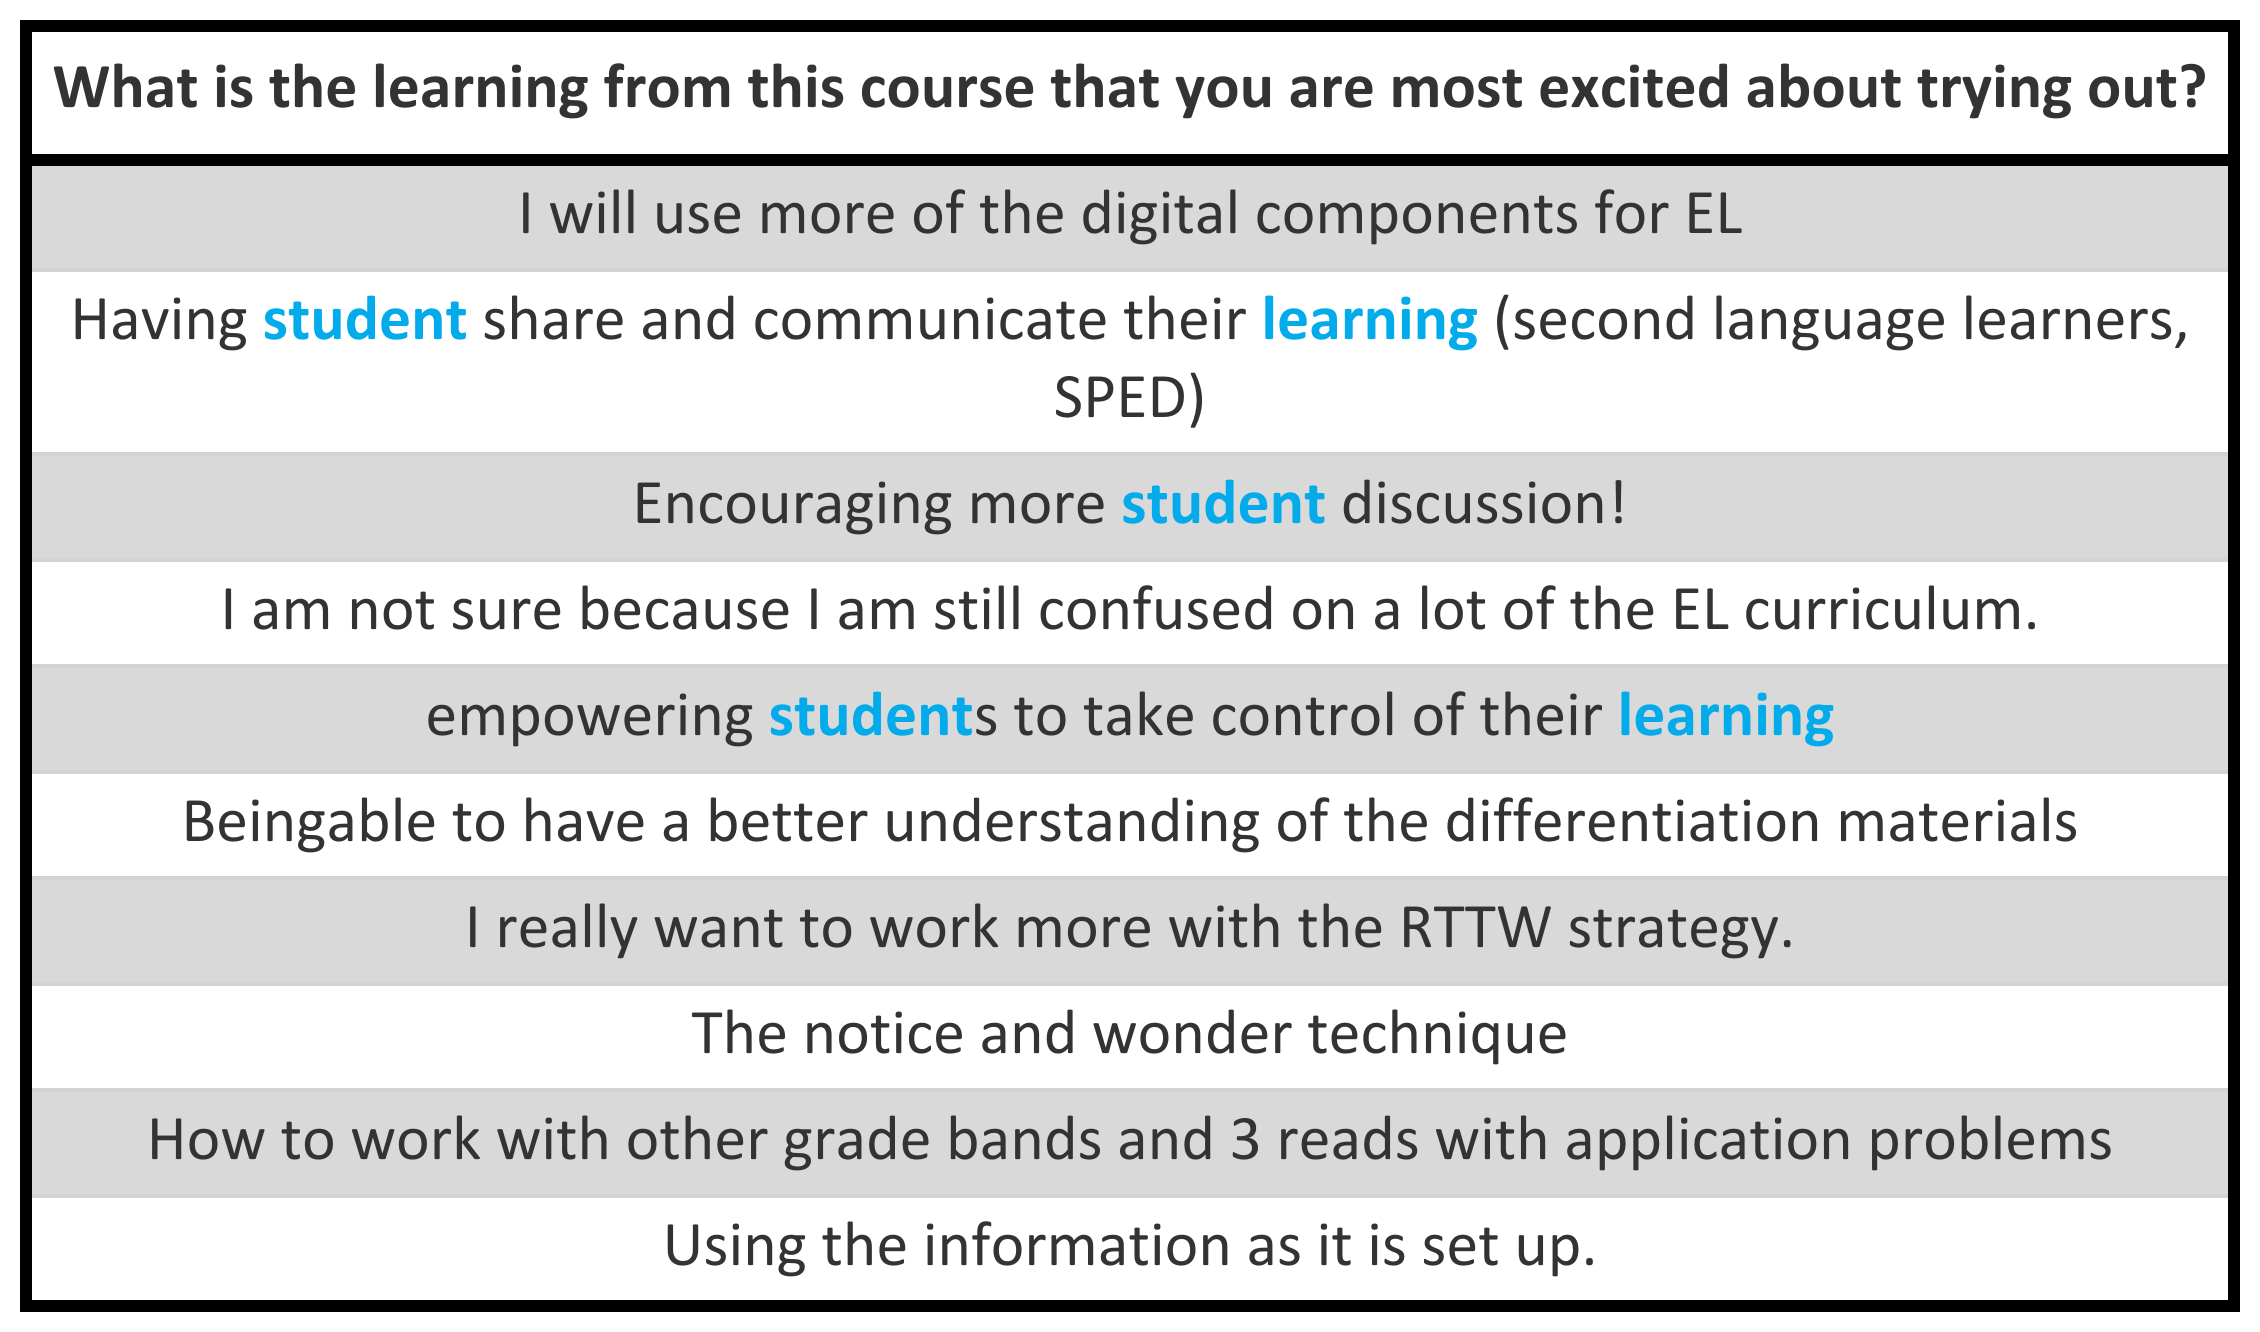 What is the learning from this course that you are most excited about trying out?
I will use more of the digital components for EL
Having student share and communicate their learning (second language learners,
SPED)
Encouraging more student discussion!
I am not sure because I am still confused on a lot of the EL curriculum.
empowering students to take control of their learning
Beingable to have a better understanding of the differentiation materials
I really want to work more with the RTTW strategy.
The notice and wonder technique
How to work with other grade bands and 3 reads with application problems
Using the information as it is set up.